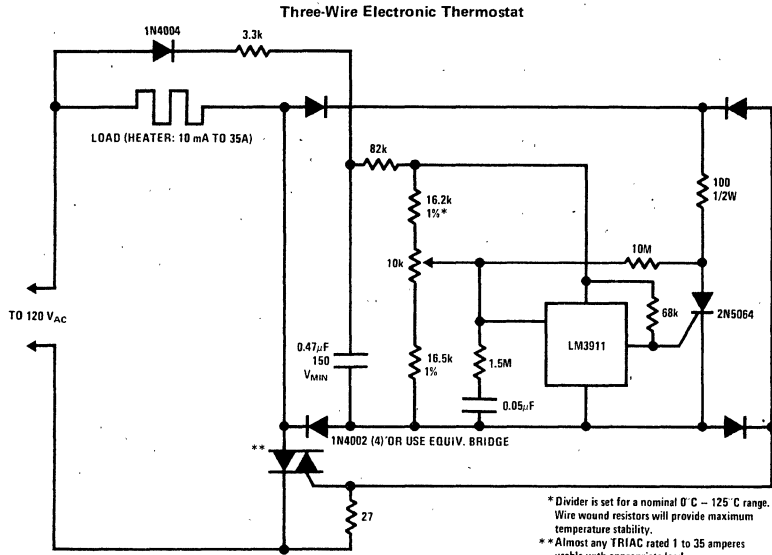 Three-Wire Electronic Thermostat
1N4004
3.3k
LOAD (HEATER: 10 mA TO 35A)
82k
16.2k
1%*
100
1/2W
10k
10M
TO 120 VAC
68k
2N5064
LM3911
0.47µF
150
VMIN
16.5k
1%
1.5M
0.05µF
1N4002 (4) OR USE EQUIV. BRIDGE
**
27
*Divider is set for a nominal 0°C – 125°C range.
Wire wound resistors will provide maximum
temperature stability.
**Almost any TRIAC rated 1 to 35 amperes